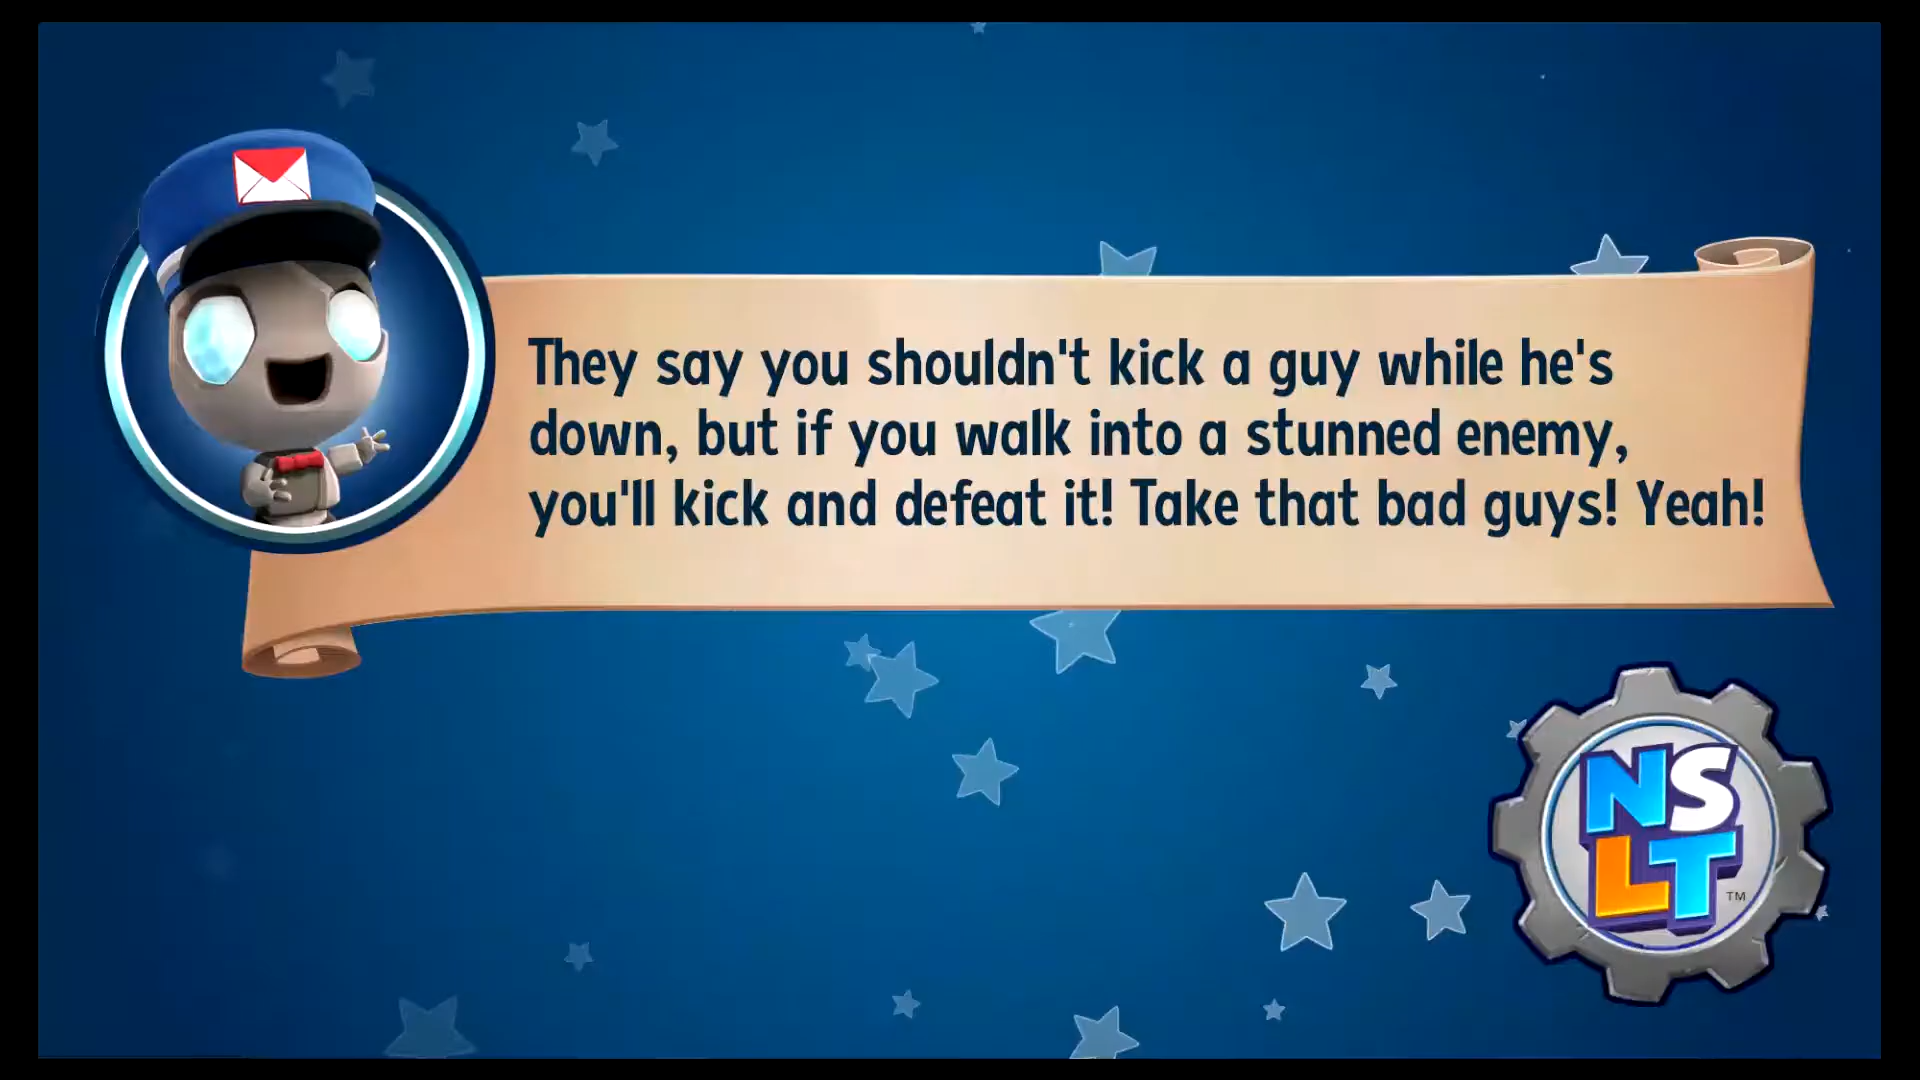 They say you shouldn't kick a guy while he's
down, but if you walk into a stunned enemy,
you'll kick and defeat it! Take that bad guys! Yeah!
NS
LT
TM